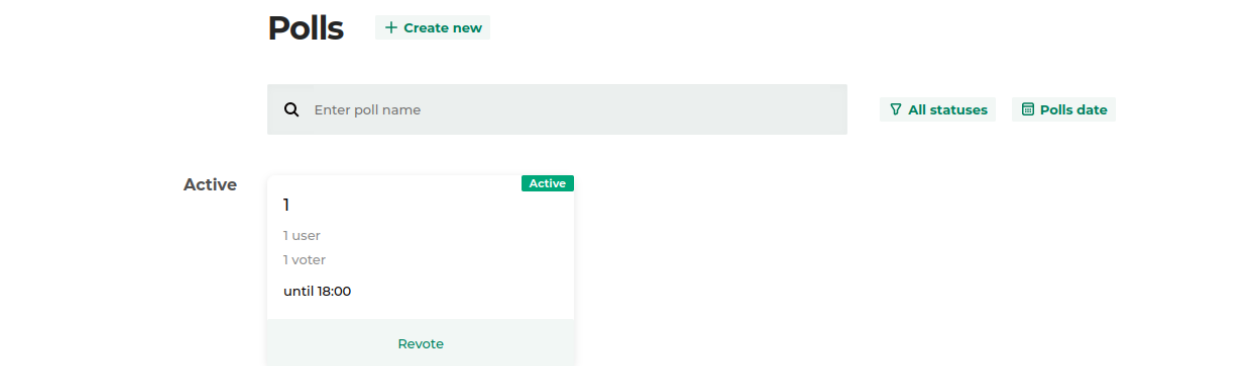 Polls
+ Create new
Enter poll name
All statuses
Polls date
Active
Active
1
1 user
1 voter
until 18:00
Revote